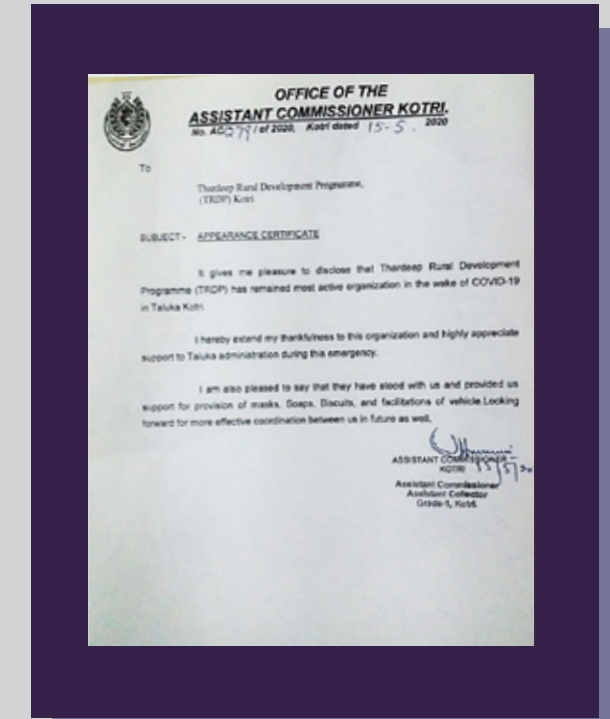 OFFICE OF THE
ASSISTANT COMMISSIONER KOTRI.
No. AC 279/ of 2020, Kotri dated 15-5. 2020
To
Thardeep Rural Development Programme,
(TRDP) Kotri
SUBJECT - APPEARANCE CERTIFICATE
It gives me pleasure to disclose that Thardeep Rural Development
Programme (TRDP) has remained most active organization in the wake of COVID-19
in Taluka Kotri.
I hereby extend my thankfulness to this organization and highly appreciate
support to Taluka administration during this emergency.
I am also pleased to say that they have stood with us and provided us
support for provision of masks, Soaps, Biscuits, and facilitations of vehicle.Looking
forward for more effective coordination between us in future as well.
ASSISTANT COMMISSIONER
KOTRI 15/5/20
Assistant Commissioner
Assistant Collector
Grade-I, Kotri.